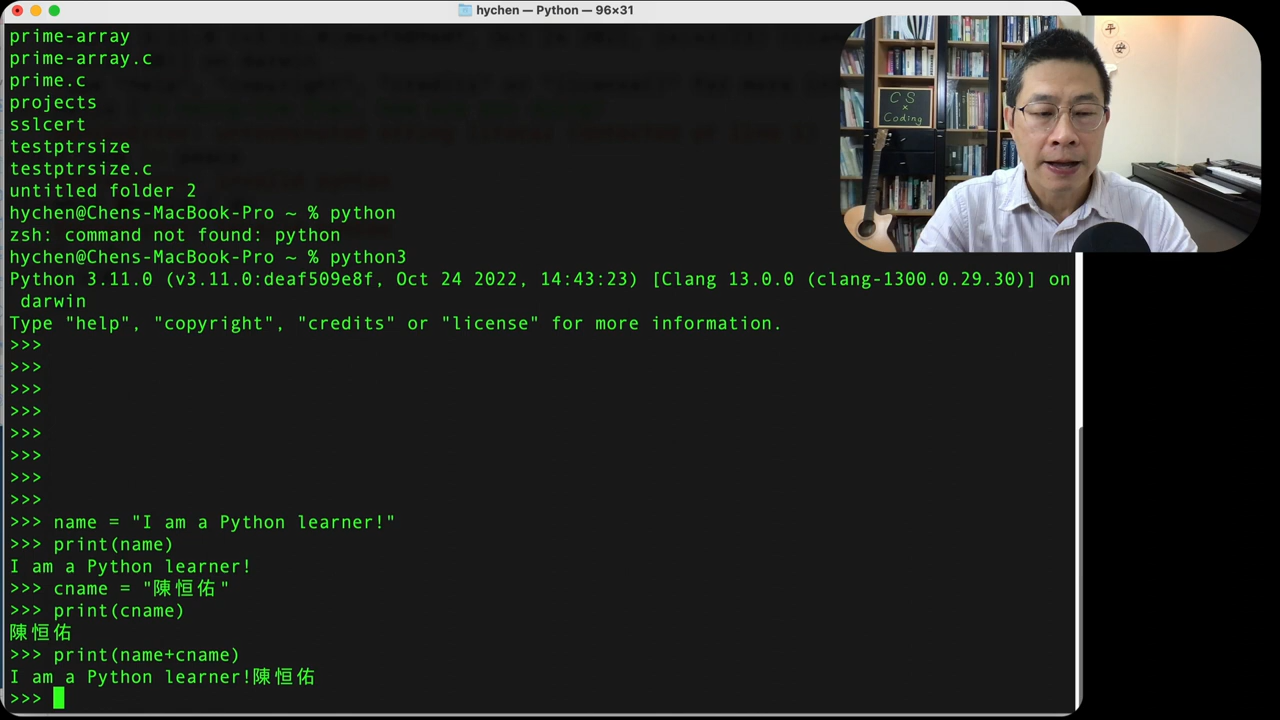 hychen — Python — 96×31
prime-array
prime-array.c
prime.c
projects
sslcert
testptrsize
testptrsize.c
untitled folder 2
hychen@Chens-MacBook-Pro ~ % python
zsh: command not found: python
hychen@Chens-MacBook-Pro ~ % python3
Python 3.11.0 (v3.11.0:deaf509e8f, Oct 24 2022, 14:43:23) [Clang 13.0.0 (clang-1300.0.29.30)] on
darwin
Type "help", "copyright", "credits" or "license" for more information.
>>>
>>>
>>>
>>>
>>>
>>>
>>>
>>>
>>> name = "I am a Python learner!"
>>> print(name)
I am a Python learner!
>>> cname = "陳恒佑"
>>> print(cname)
陳恒佑
>>> print(name+cname)
I am a Python learner!陳恒佑
>>>
平
安
CS
×
Coding